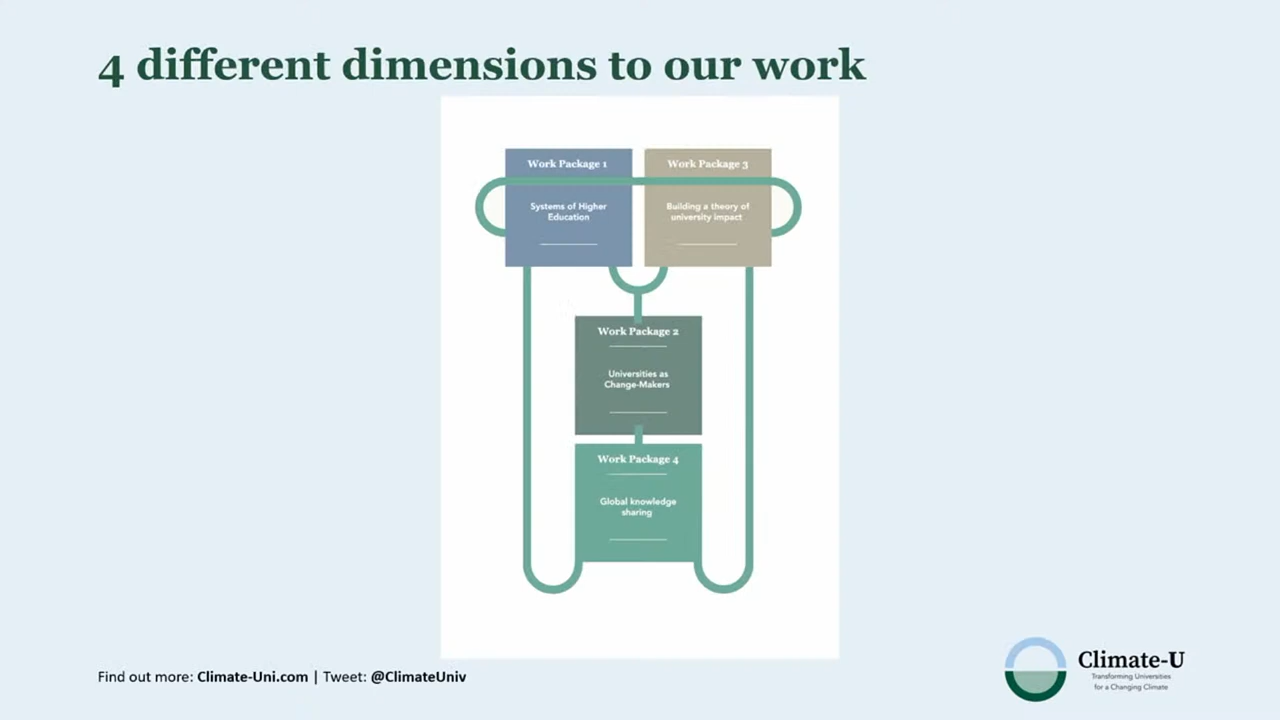 4 different dimensions to our work
Work Package 1
Systems of Higher
Education
Work Package 3
Building a theory of
university impact
Work Package 2
Universities as
Change-Makers
Work Package 4
Global knowledge
sharing
Find out more: Climate-Uni.com | Tweet: @ClimateUniv
Climate-U
Transforming Universities
for a Changing Climate